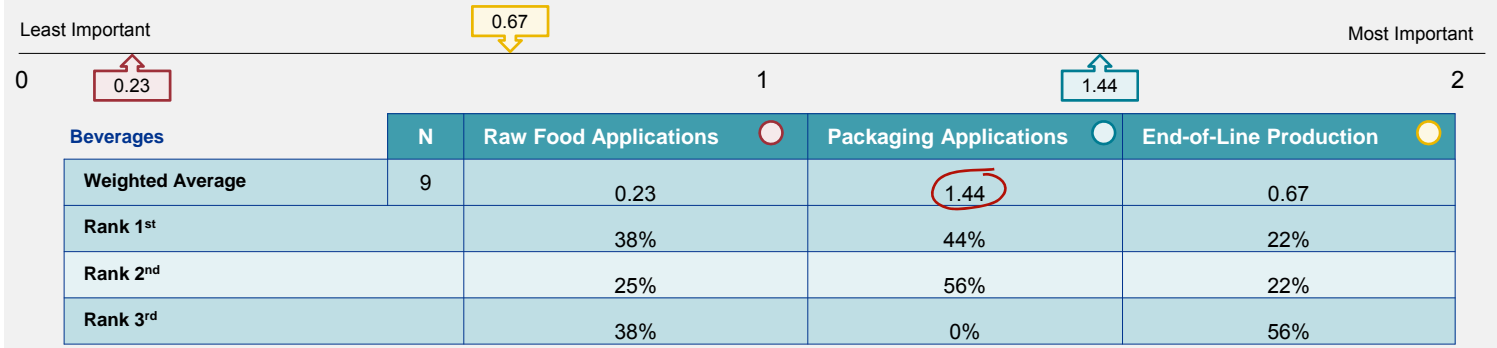 0.67
Least Important Most Important
0 1 2
0.23 1.44
Beverages N Raw Food Applications Packaging Applications End-of-Line Production
Weighted Average 9 0.23 1.44 0.67
Rank 1st 38% 44% 22%
Rank 2nd 25% 56% 22%
Rank 3rd 38% 0% 56%